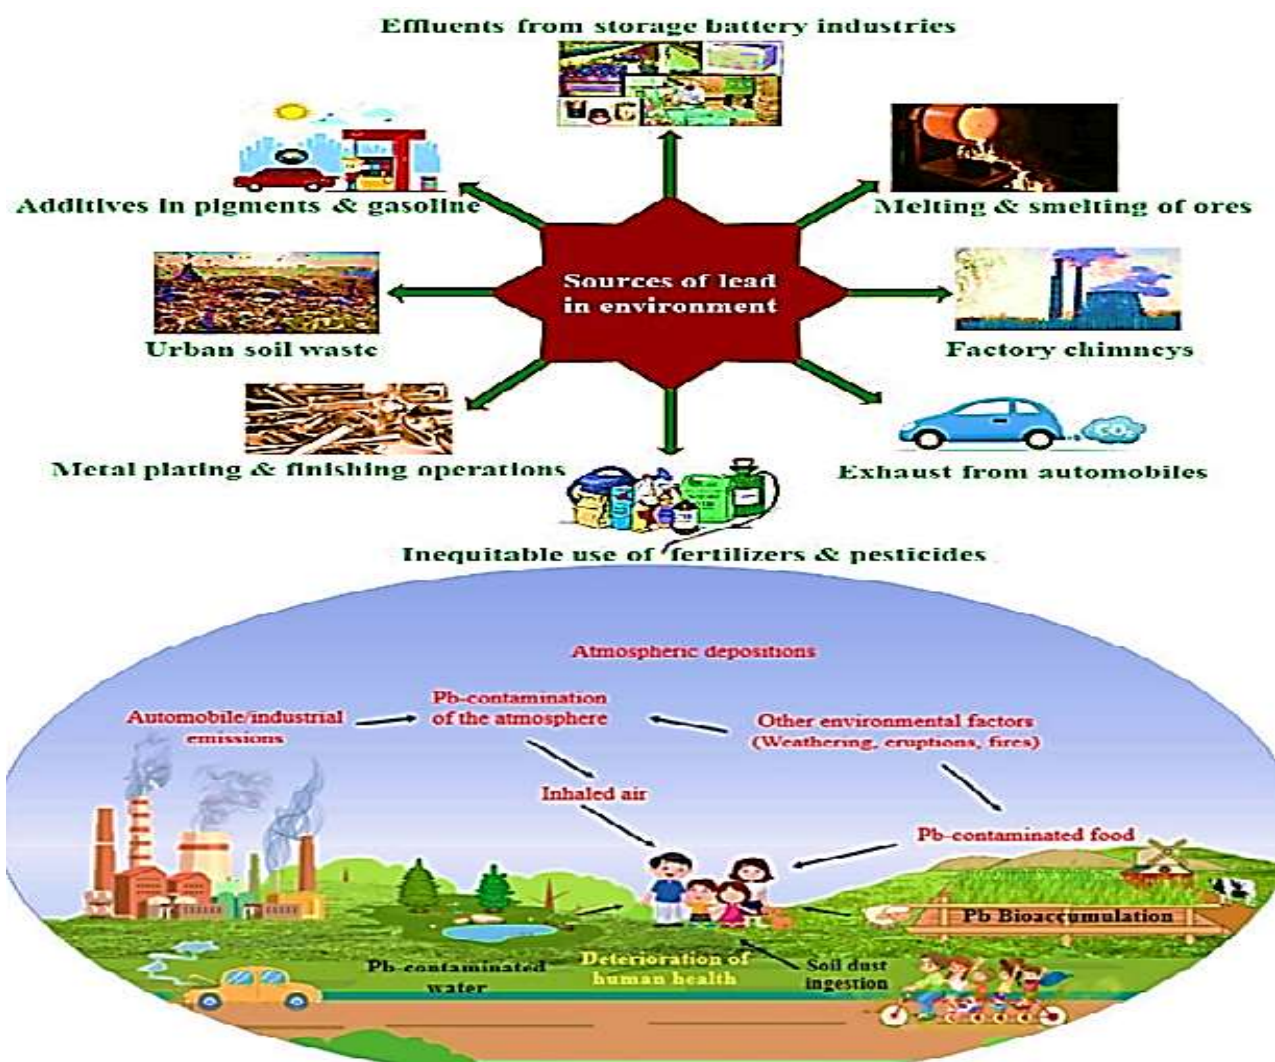 Effluents from storage battery industries
Additives in pigments & gasoline
Melting & smelting of ores
Sources of lead
in environment
Urban soil waste
Factory chimneys
CO₂
Metal plating & finishing operations
Exhaust from automobiles
Inequitable use of fertilizers & pesticides
Atmospheric depositions
Automobile/industrial
emissions
Pb-contamination
of the atmosphere
Other environmental factors
(Weathering, eruptions, fires)
Inhaled air
Pb-contaminated food
Pb Bioaccumulation
Pb-contaminated
water
Deterioration of
human health
Soil dust
ingestion